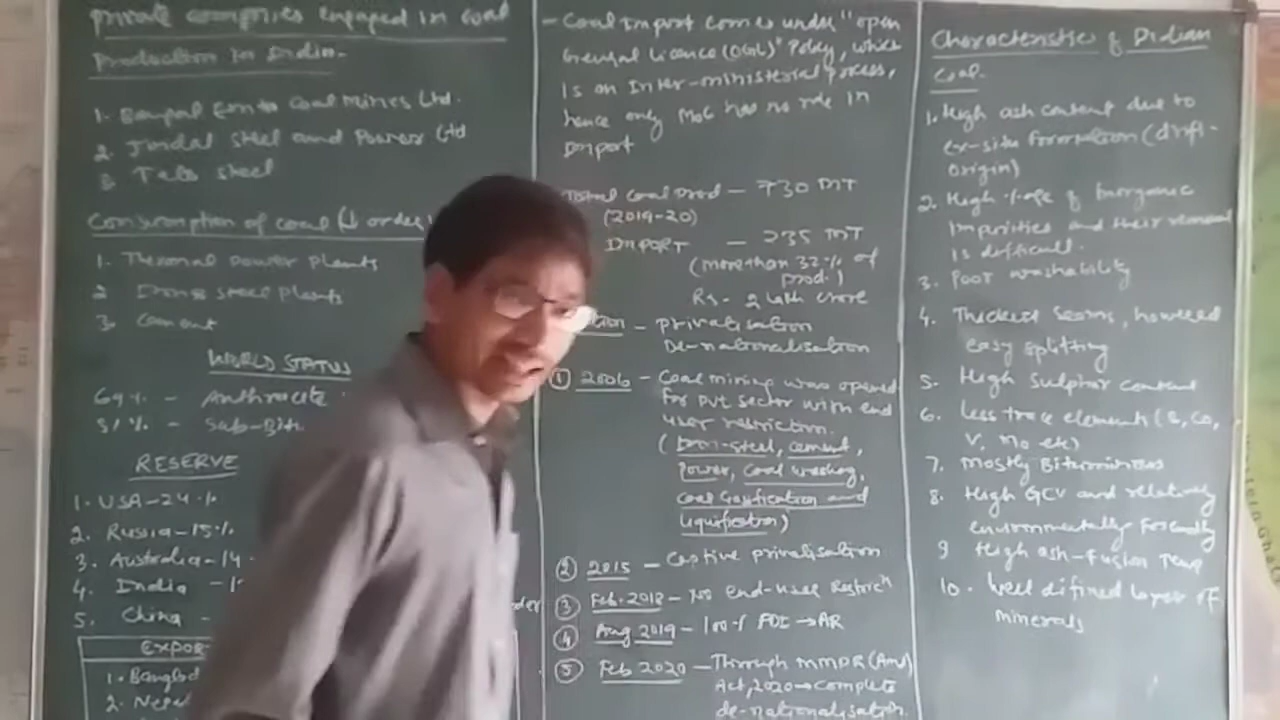 private companies engaged in coal
production in India-
1. Bengal Emta Coal Mines Ltd.
2. Jindal Steel and Power Ltd
3 Tata steel
Consumption of coal (↓ order)
1. Thermal power plants
2 Iron & steel plants
3. Cement
WORLD STATUS
69% - Anthracite
31% - Sub-Bit
RESERVE
1. USA-24%
2. Russia-15%
3. Australia-14
4. India - 1
5. China -
der
EXPOR
1. Banglad
2. Nepal
- Coal import comes under "open
General Licence (OGL)" Policy, which
is an Inter-ministerial process,
hence only MoC has no role in
Import
Total Coal Prod - 730 MT
(2019-20)
IMPORT - 235 MT
(more than 32% of
prod.)
Rs - 2 lakh crore
- privatisation
De-nationalisation
① 2006 - Coal mining was opened
for pvt sector with end
user restriction.
(Iron-steel, cement,
Power, coal washing,
coal Gasification and
liquification)
② 2015 - Captive privatisation
③ Feb. 2018 - no end-use Restricn
④ Aug 2019 - 100% FDI → AR
⑤ Feb 2020 - Through MMDR (Am)
Act, 2020 → complete
de-nationalisation.
Characteristics of Indian
Coal.
1. High ash content due to
ex-situ formation (drift-
origin)
2. High %age of Inorganic
Impurities and their removal
is difficult.
3. Poor washability
4. Thickest seams, however
easy splitting
5. High Sulphur content
6. Less trace elements (B, Co,
V, Mo etc)
7. Mostly Bituminous
8. High GCV and relatively
environmentally friendly
9 High ash-fusion Temp
10. Well defined layers of
minerals